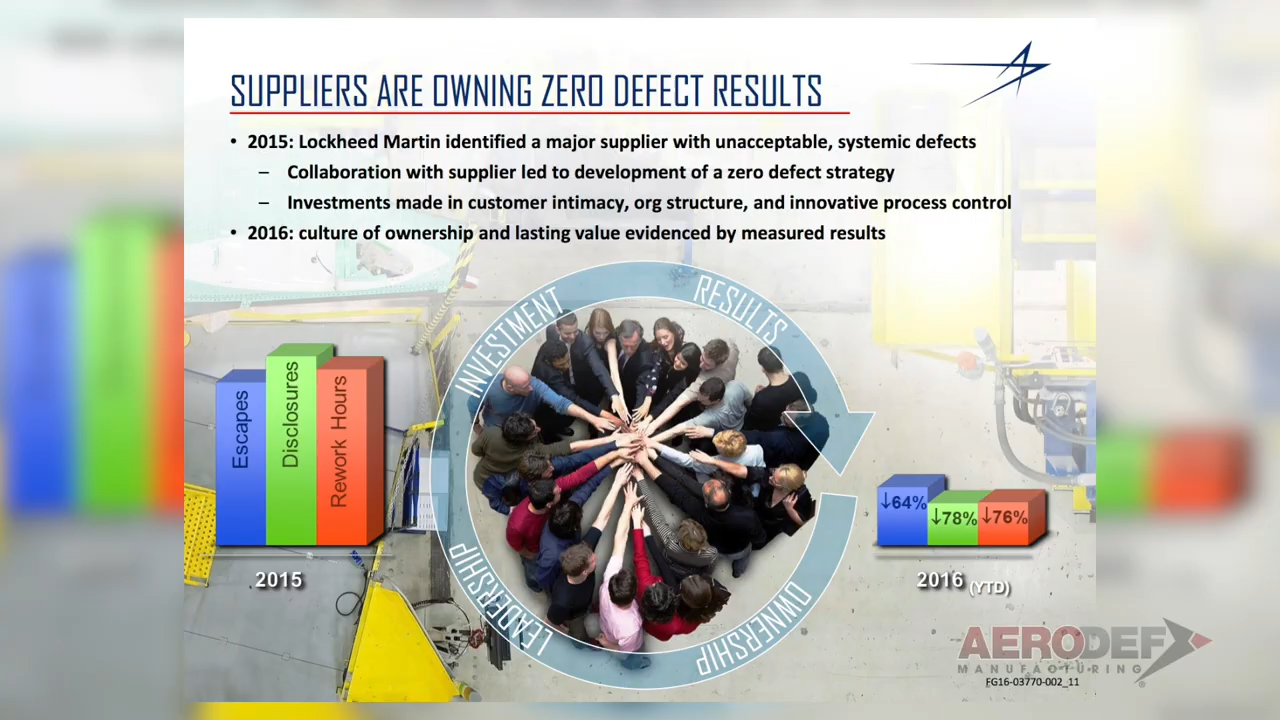 SUPPLIERS ARE OWNING ZERO DEFECT RESULTS
• 2015: Lockheed Martin identified a major supplier with unacceptable, systemic defects
– Collaboration with supplier led to development of a zero defect strategy
– Investments made in customer intimacy, org structure, and innovative process control
• 2016: culture of ownership and lasting value evidenced by measured results
INVESTMENT
RESULTS
Escapes
Disclosures
Rework Hours
↓64%
↓78%
↓76%
2015
2016 (YTD)
LEADERSHIP
OWNERSHIP
AERODEF
MANUFACTURING
®
FG16-03770-002_11